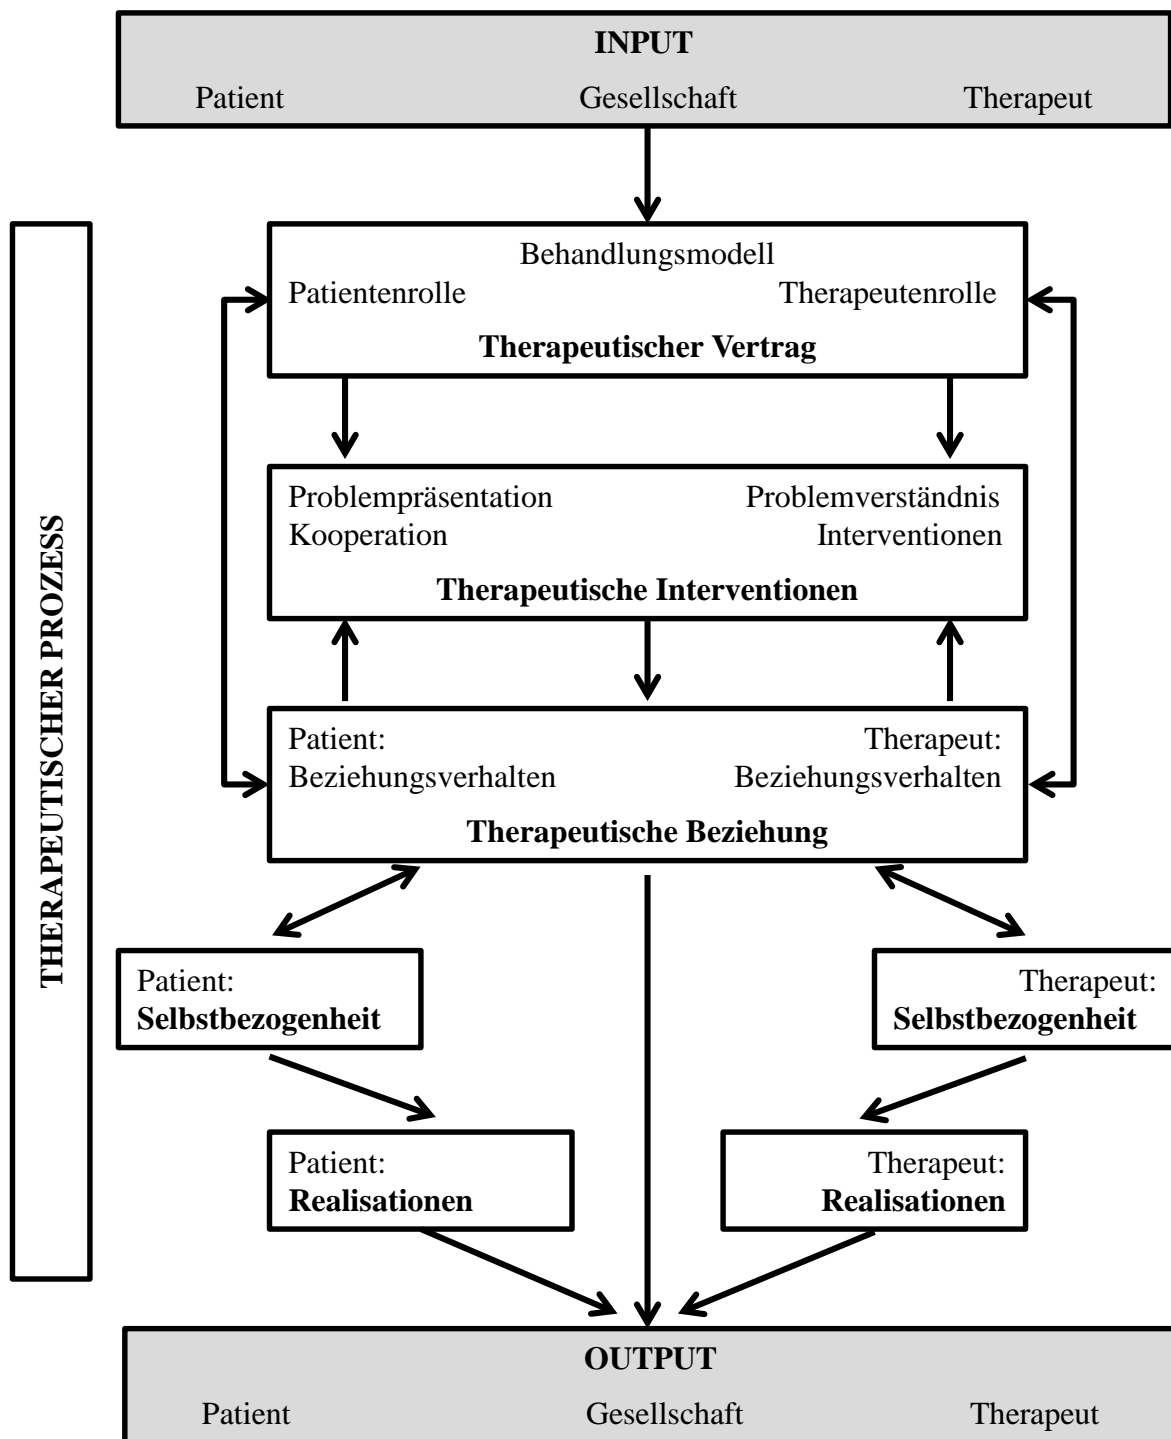 INPUT
Patient Gesellschaft Therapeut
THERAPEUTISCHER PROZESS
Behandlungsmodell
Patientenrolle Therapeutenrolle
Therapeutischer Vertrag
Problempräsentation Problemverständnis
Kooperation Interventionen
Therapeutische Interventionen
Patient: Therapeut:
Beziehungsverhalten Beziehungsverhalten
Therapeutische Beziehung
Patient:
Selbstbezogenheit
Therapeut:
Selbstbezogenheit
Patient:
Realisationen
Therapeut:
Realisationen
OUTPUT
Patient Gesellschaft Therapeut